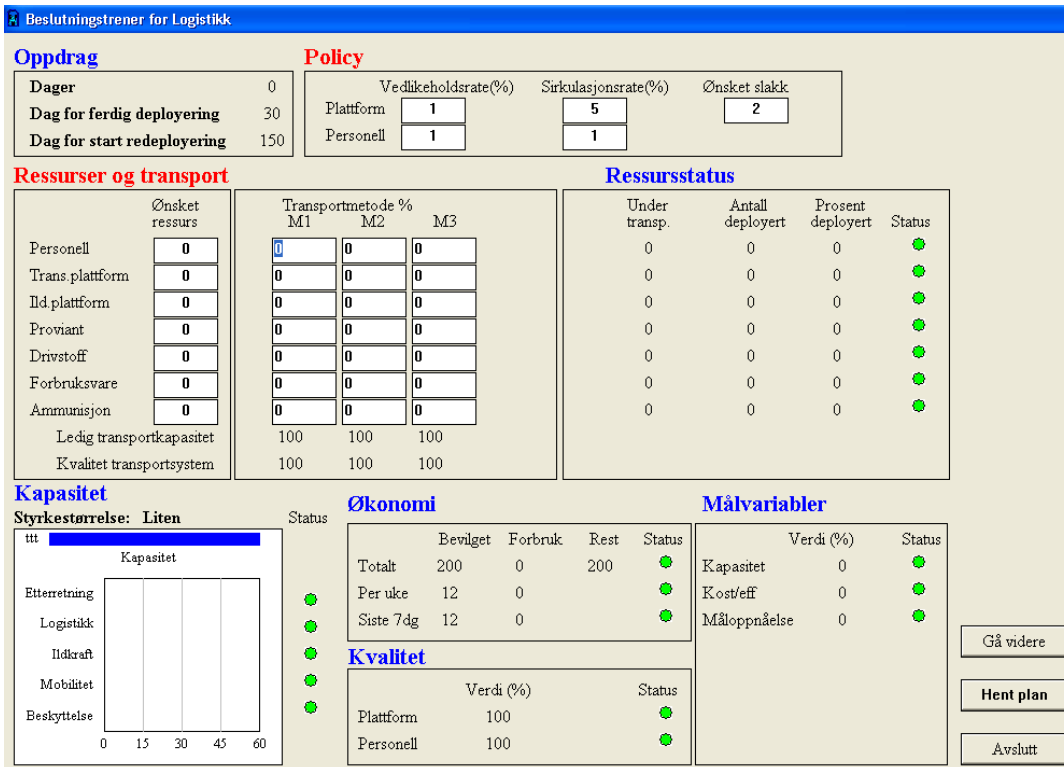 Beslutningstrener for Logistikk
Oppdrag
Dager 0
Dag for ferdig deployering 30
Dag for start redeployering 150
Policy
Vedlikeholdsrate(%) Sirkulasjonsrate(%) Ønsket slakk
Plattform 1 5 2
Personell 1 1
Ressurser og transport
Ønsket ressurs
Transportmetode %
M1 M2 M3
Personell 0 0 0 0
Trans.plattform 0 0 0 0
Ild.plattform 0 0 0 0
Proviant 0 0 0 0
Drivstoff 0 0 0 0
Forbruksvare 0 0 0 0
Ammunisjon 0 0 0 0
Ledig transportkapasitet 100 100 100
Kvalitet transportsystem 100 100 100
Ressursstatus
Under transp. Antall deployert Prosent deployert Status
0 0 0
0 0 0
0 0 0
0 0 0
0 0 0
0 0 0
0 0 0
Kapasitet
Styrkestørrelse: Liten Status
ttt
Kapasitet
Etterretning
Logistikk
Ildkraft
Mobilitet
Beskyttelse
0 15 30 45 60
Økonomi
Bevilget Forbruk Rest Status
Totalt 200 0 200
Per uke 12 0
Siste 7dg 12 0
Kvalitet
Verdi (%) Status
Plattform 100
Personell 100
Målvariabler
Verdi (%) Status
Kapasitet 0
Kost/eff 0
Måloppnåelse 0
Gå videre
Hent plan
Avslutt